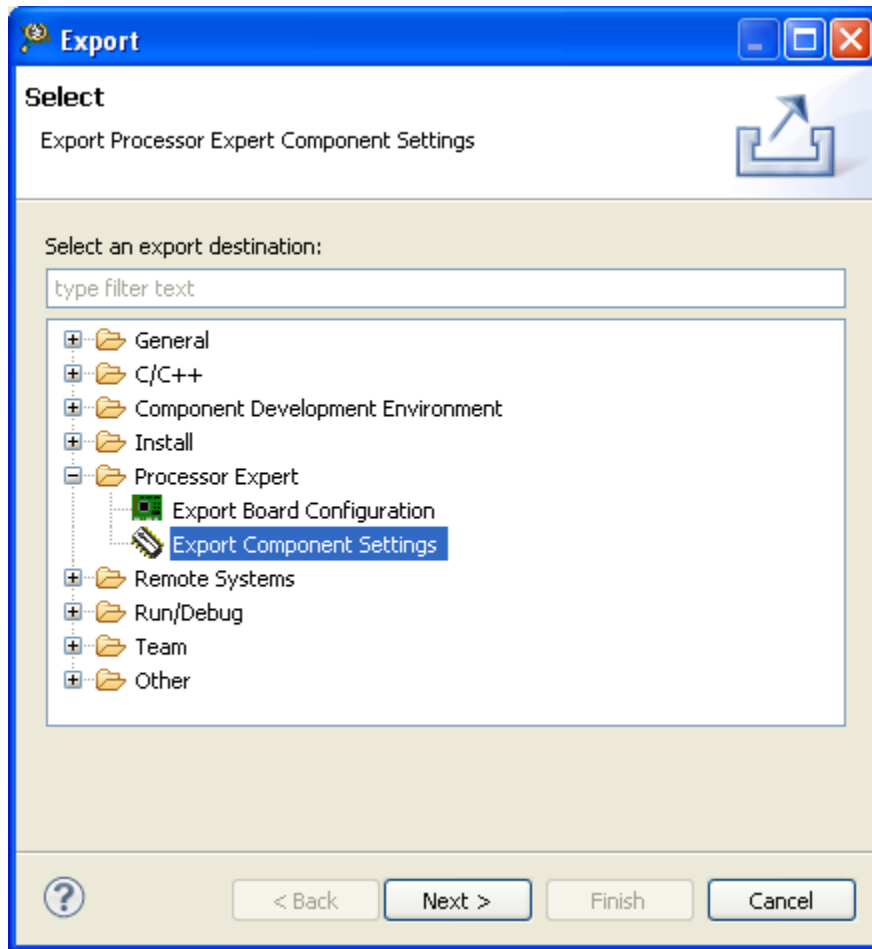 Export
Select
Export Processor Expert Component Settings
Select an export destination:
type filter text
General
C/C++
Component Development Environment
Install
Processor Expert
Export Board Configuration
Export Component Settings
Remote Systems
Run/Debug
Team
Other
? < Back Next > Finish Cancel